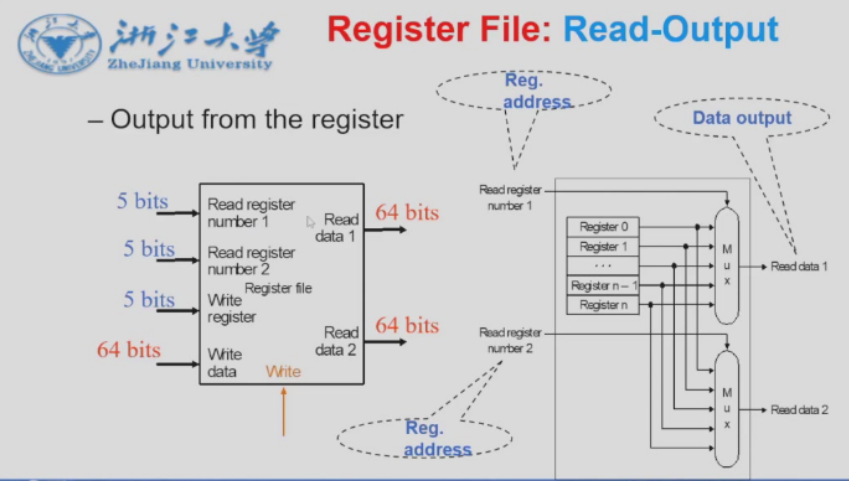 浙江大学
ZheJiang University
Register File: Read-Output
– Output from the register
5 bits
5 bits
5 bits
64 bits
Read register
number 1
Read register
number 2
Register file
Write
register
Write
data
Write
Read
data 1
Read
data 2
64 bits
64 bits
Reg.
address
Data output
Read register
number 1
Register 0
Register 1
. . .
Register n – 1
Register n
M
u
x
Read data 1
Read register
number 2
M
u
x
Read data 2
Reg.
address